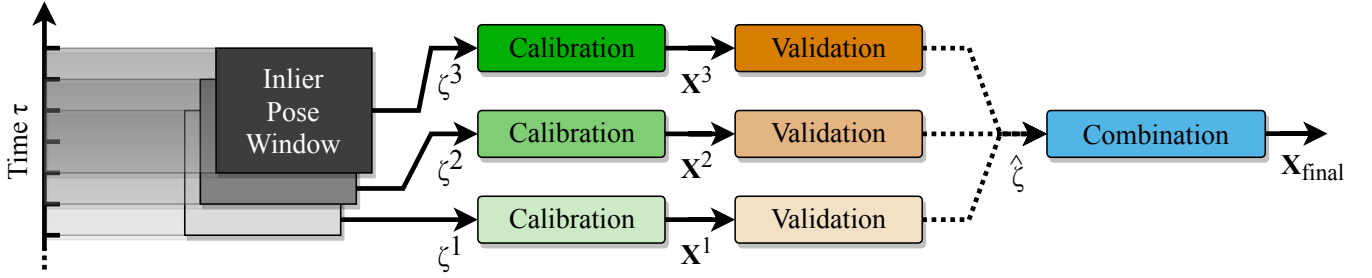 Time τ
Inlier
Pose
Window
ζ³
Calibration
X³
Validation
ζ²
Calibration
X²
Validation
ζ¹
Calibration
X¹
Validation
ζ̂
Combination
X_final